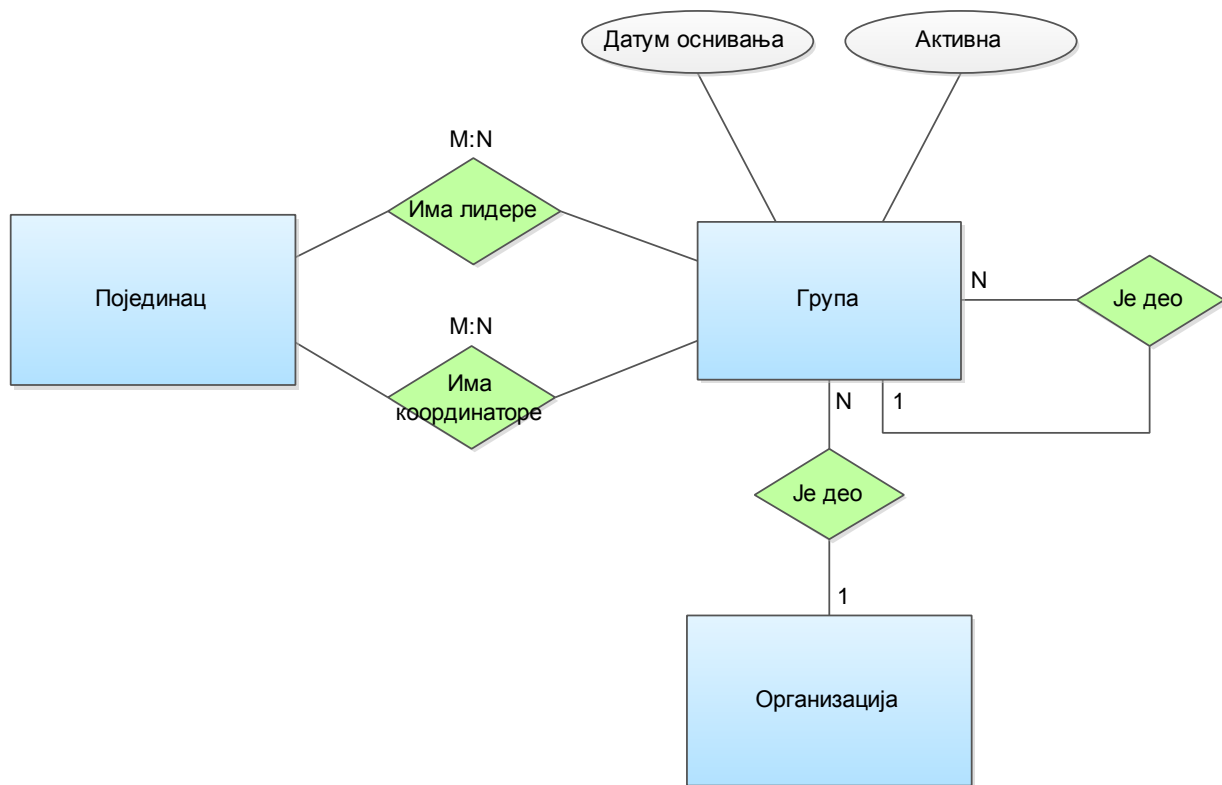 Датум оснивања
Активна
M:N
Има лидере
Појединац
Група
N
Је део
M:N
Има
координаторе
N
1
Је део
1
Организација